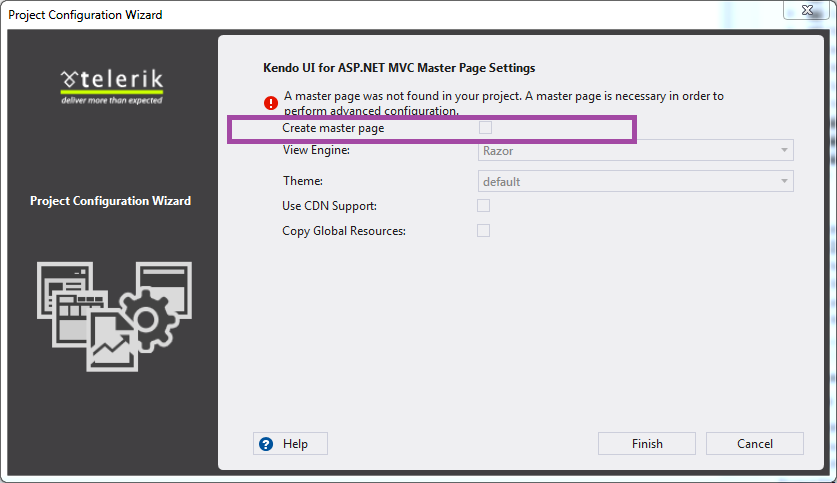 Project Configuration Wizard
telerik
deliver more than expected
Project Configuration Wizard
Kendo UI for ASP.NET MVC Master Page Settings
A master page was not found in your project. A master page is necessary in order to
perform advanced configuration.
Create master page
View Engine: Razor
Theme: default
Use CDN Support:
Copy Global Resources:
? Help Finish Cancel